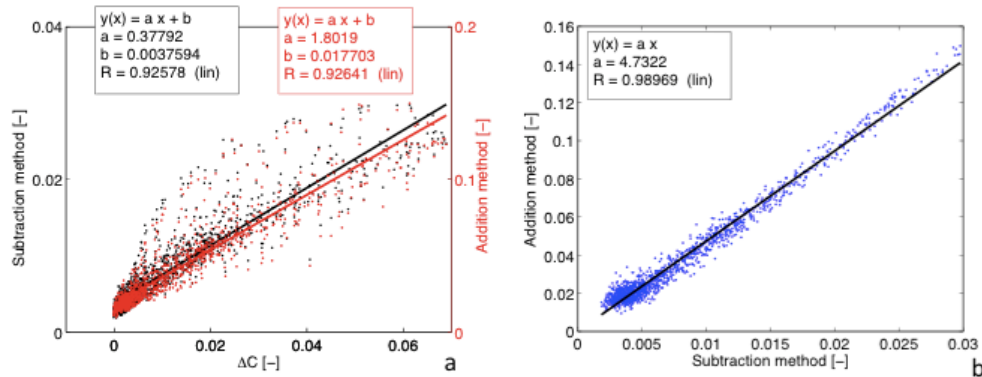 y(x) = a x + b
a = 0.37792
b = 0.0037594
R = 0.92578 (lin)
y(x) = a x + b
a = 1.8019
b = 0.017703
R = 0.92641 (lin)
0.04
0.02
0
Subtraction method [–]
0.2
0.1
0
Addition method [–]
0
0.02
0.04
0.06
ΔC [–]
a
y(x) = a x
a = 4.7322
R = 0.98969 (lin)
0.16
0.14
0.12
0.1
0.08
0.06
0.04
0.02
0
Addition method [–]
0
0.005
0.01
0.015
0.02
0.025
0.03
Subtraction method [–]
b